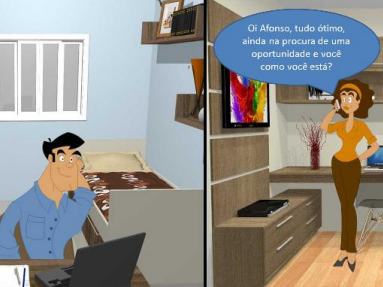 Oi Afonso, tudo ótimo,
ainda na procura de uma
oportunidade e você
como você está?